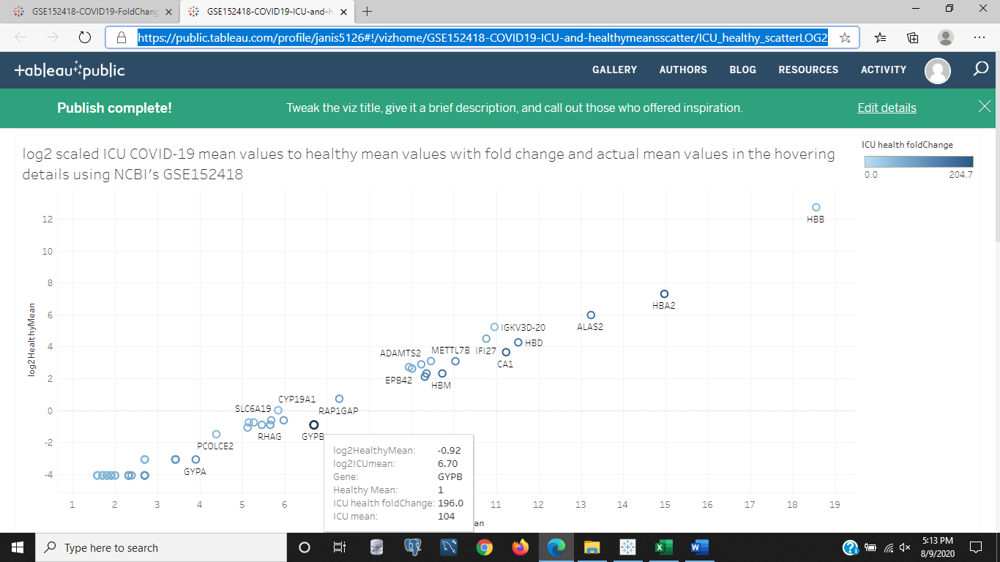 GSE152418-COVID19-FoldChang
GSE152418-COVID19-ICU-and-h
https://public.tableau.com/profile/janis5126#!/vizhome/GSE152418-COVID19-ICU-and-healthymeansscatter/ICU_healthy_scatterLOG2
+ableau public
GALLERY AUTHORS BLOG RESOURCES ACTIVITY
Publish complete!
Tweak the viz title, give it a brief description, and call out those who offered inspiration.
Edit details
log2 scaled ICU COVID-19 mean values to healthy mean values with fold change and actual mean values in the hovering
details using NCBI's GSE152418
ICU health foldChange
0.0 204.7
log2HealthyMean
12
10
8
6
4
2
0
-2
-4
HBB
HBA2
ALAS2
IGKV3D-20
HBD
IFI27
CA1
METTL7B
ADAMTS2
EPB42
HBM
CYP19A1
SLC6A19
RAP1GAP
RHAG
GYPB
PCOLCE2
GYPA
log2HealthyMean: -0.92
log2ICUmean: 6.70
Gene: GYPB
Healthy Mean: 1
ICU health foldChange: 196.0
ICU mean: 104
1 2 3 4 5 6 11 12 13 14 15 16 17 18 19
an
Type here to search
5:13 PM
8/9/2020